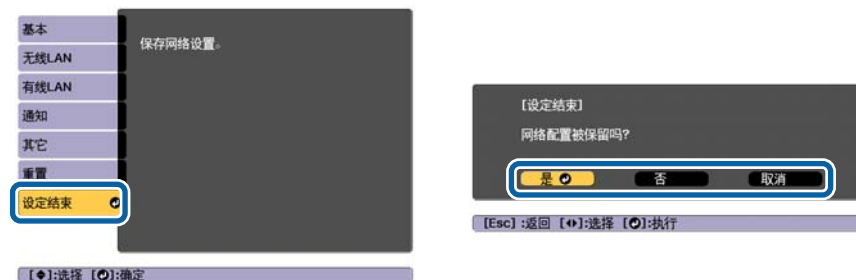 基本
无线LAN
有线LAN
通知
其它
重置
设定结束
保存网络设置。
[◆]:选择 [⏎]:确定
[设定结束]
网络配置被保留吗?
是 否 取消
[Esc] :返回 [◂▸]:选择 [⏎]:执行